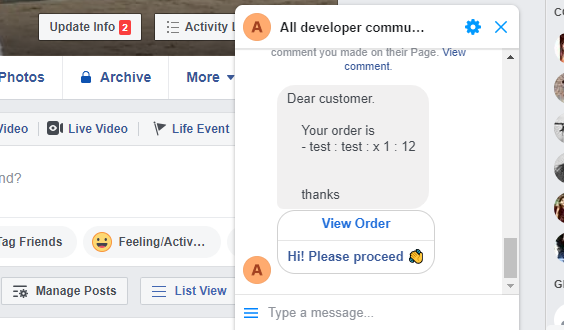 Update Info 2
Activity L
Photos
Archive
More
Video
Live Video
Life Event
nd?
Tag Friends
Feeling/Activ...
Manage Posts
List View
A
All developer commu...
comment you made on their Page. View
comment.
Dear customer.
Your order is
- test : test : x 1 : 12
thanks
View Order
Hi! Please proceed
A
Type a message...
CO
GI